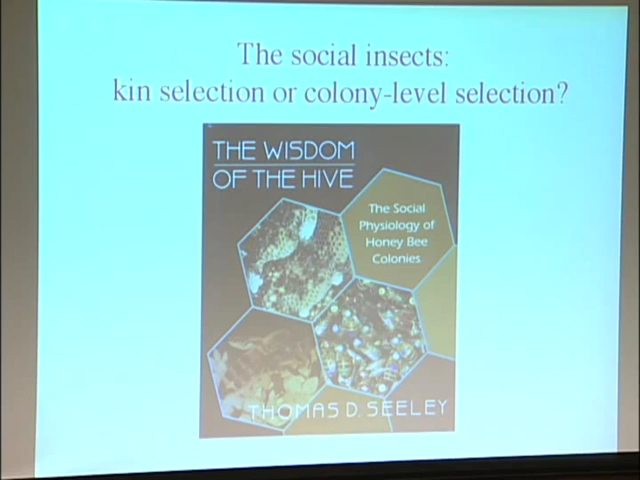 The social insects:
kin selection or colony-level selection?
THE WISDOM
OF THE HIVE
The Social
Physiology of
Honey Bee
Colonies
THOMAS D. SEELEY